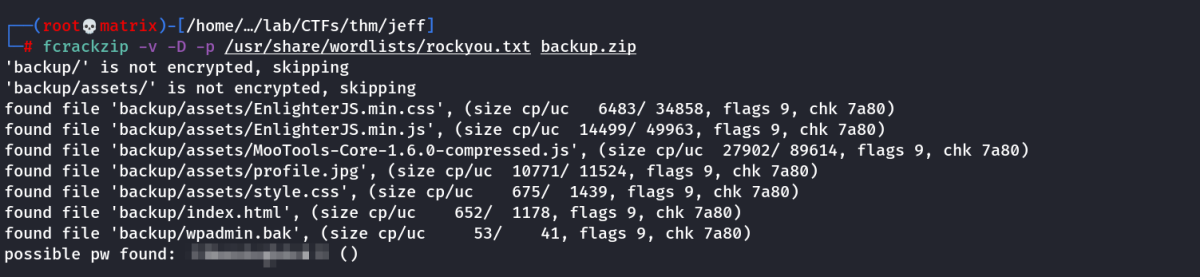 (root💀matrix)-[/home/…/lab/CTFs/thm/jeff]
# fcrackzip -v -D -p /usr/share/wordlists/rockyou.txt backup.zip
'backup/' is not encrypted, skipping
'backup/assets/' is not encrypted, skipping
found file 'backup/assets/EnlighterJS.min.css', (size cp/uc   6483/ 34858, flags 9, chk 7a80)
found file 'backup/assets/EnlighterJS.min.js', (size cp/uc  14499/ 49963, flags 9, chk 7a80)
found file 'backup/assets/MooTools-Core-1.6.0-compressed.js', (size cp/uc  27902/ 89614, flags 9, chk 7a80)
found file 'backup/assets/profile.jpg', (size cp/uc  10771/ 11524, flags 9, chk 7a80)
found file 'backup/assets/style.css', (size cp/uc    675/  1439, flags 9, chk 7a80)
found file 'backup/index.html', (size cp/uc    652/  1178, flags 9, chk 7a80)
found file 'backup/wpadmin.bak', (size cp/uc     53/    41, flags 9, chk 7a80)
possible pw found: ()